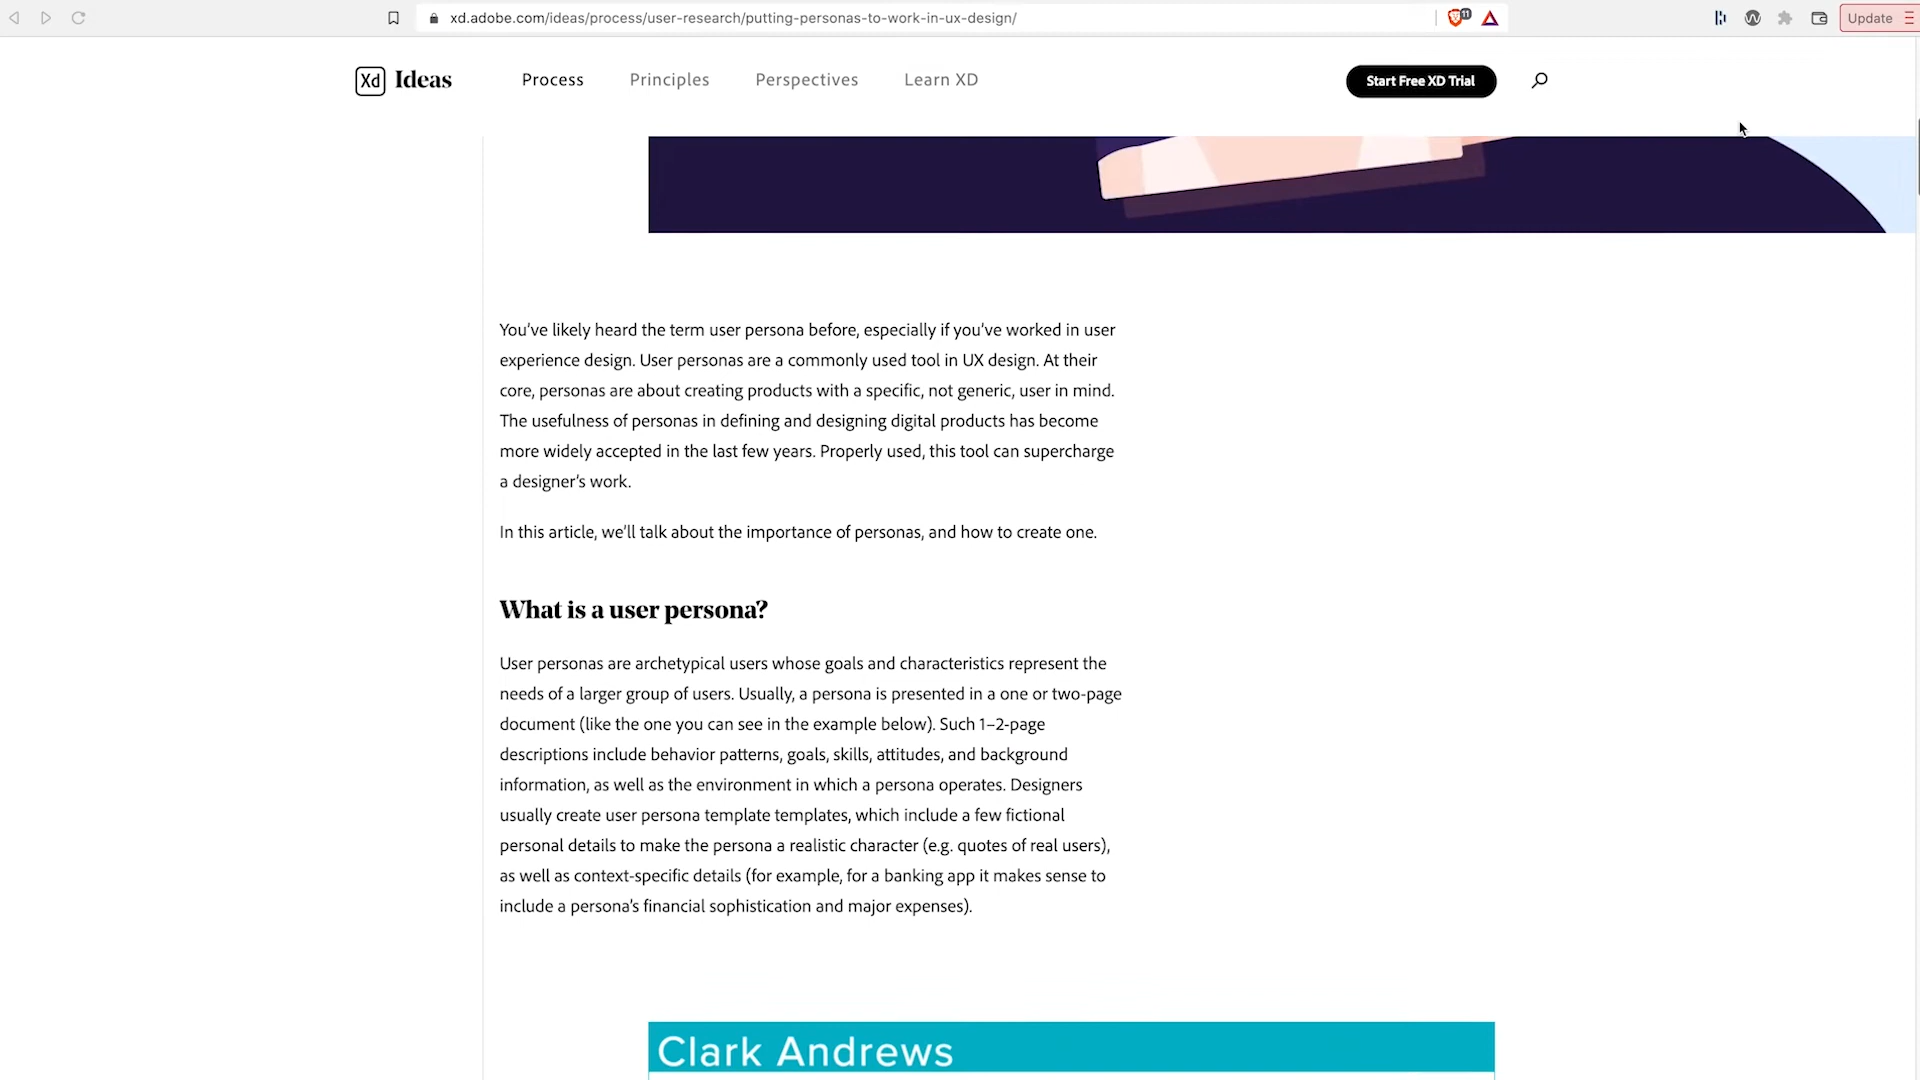 xd.adobe.com/ideas/process/user-research/putting-personas-to-work-in-ux-design/
11
Update
Xd Ideas
Process
Principles
Perspectives
Learn XD
Start Free XD Trial
You've likely heard the term user persona before, especially if you've worked in user
experience design. User personas are a commonly used tool in UX design. At their
core, personas are about creating products with a specific, not generic, user in mind.
The usefulness of personas in defining and designing digital products has become
more widely accepted in the last few years. Properly used, this tool can supercharge
a designer's work.
In this article, we'll talk about the importance of personas, and how to create one.
What is a user persona?
User personas are archetypical users whose goals and characteristics represent the
needs of a larger group of users. Usually, a persona is presented in a one or two-page
document (like the one you can see in the example below). Such 1–2-page
descriptions include behavior patterns, goals, skills, attitudes, and background
information, as well as the environment in which a persona operates. Designers
usually create user persona template templates, which include a few fictional
personal details to make the persona a realistic character (e.g. quotes of real users),
as well as context-specific details (for example, for a banking app it makes sense to
include a persona's financial sophistication and major expenses).
Clark Andrews